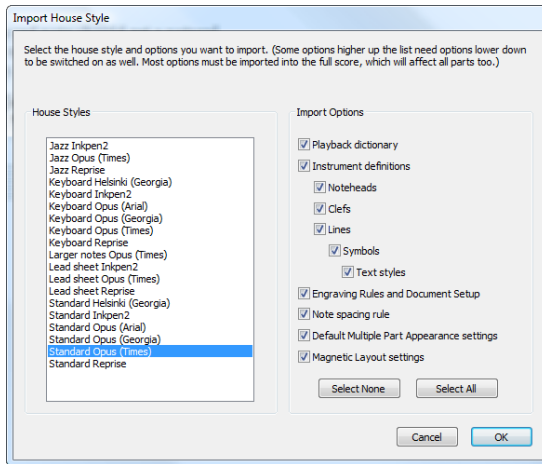 Import House Style
Select the house style and options you want to import. (Some options higher up the list need options lower down
to be switched on as well. Most options must be imported into the full score, which will affect all parts too.)
House Styles
Jazz Inkpen2
Jazz Opus (Times)
Jazz Reprise
Keyboard Helsinki (Georgia)
Keyboard Inkpen2
Keyboard Opus (Arial)
Keyboard Opus (Georgia)
Keyboard Opus (Times)
Keyboard Reprise
Larger notes Opus (Times)
Lead sheet Inkpen2
Lead sheet Opus (Times)
Lead sheet Reprise
Standard Helsinki (Georgia)
Standard Inkpen2
Standard Opus (Arial)
Standard Opus (Georgia)
Standard Opus (Times)
Standard Reprise
Import Options
Playback dictionary
Instrument definitions
Noteheads
Clefs
Lines
Symbols
Text styles
Engraving Rules and Document Setup
Note spacing rule
Default Multiple Part Appearance settings
Magnetic Layout settings
Select None
Select All
Cancel
OK